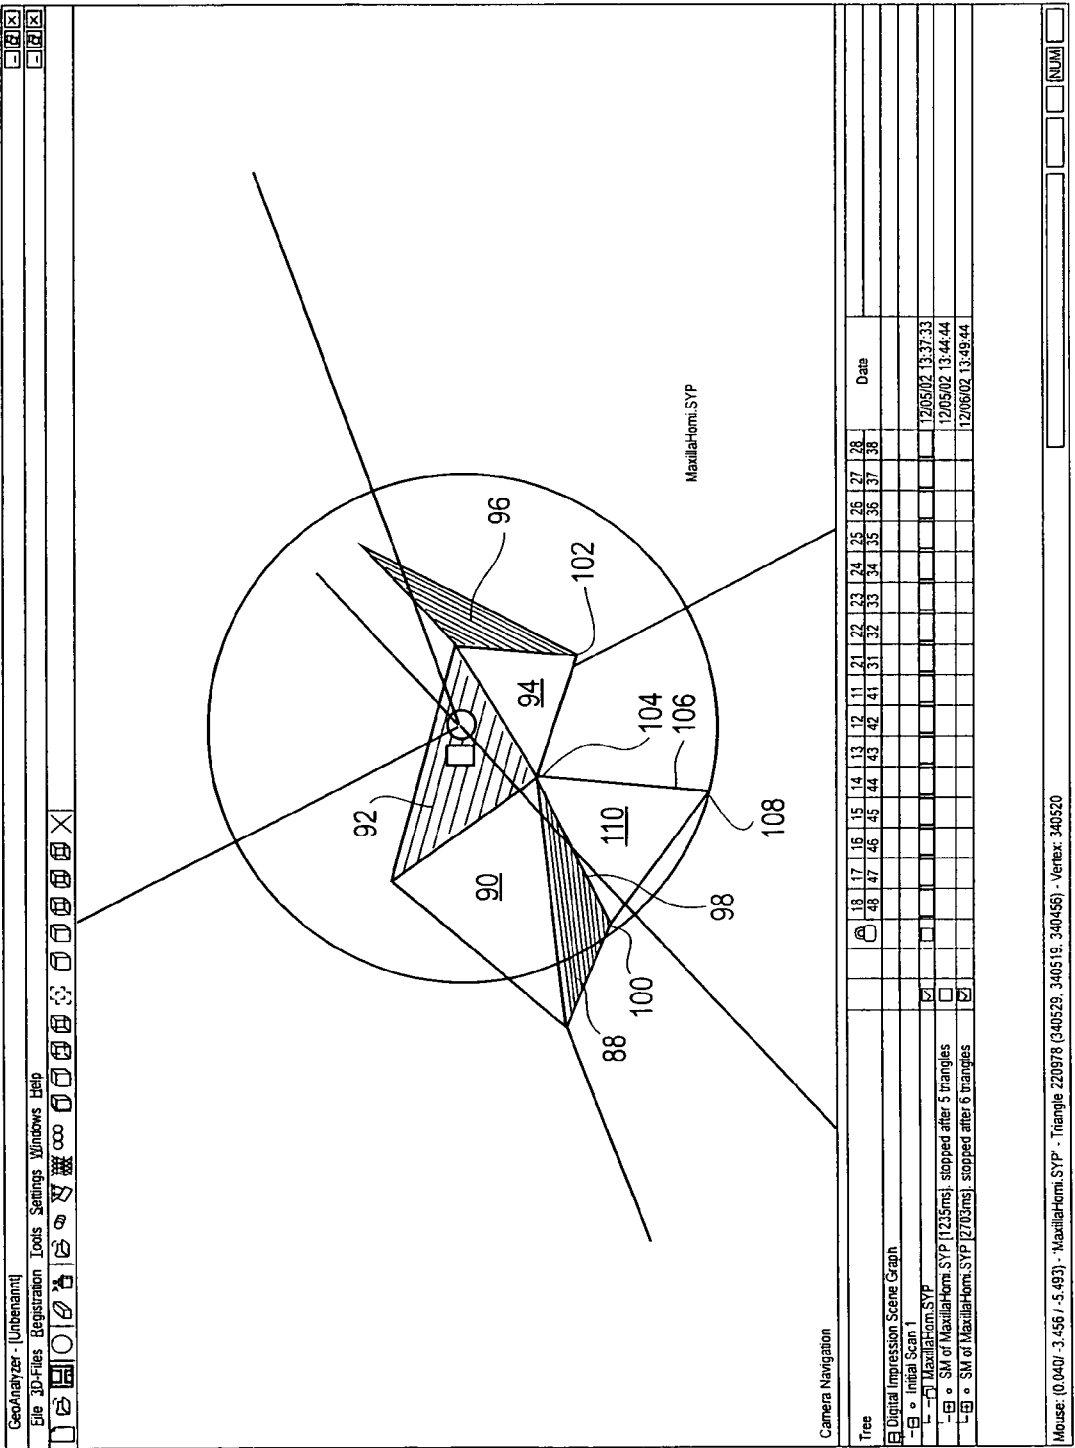 GeoAnalyzer - [Unbenannt]
File 3D-Files Registration Tools Settings Windows Help
96
102
92
94
104
106
90
110
108
98
100
88
MaxillaHomi.SYP
Camera Navigation
Tree
18 17 16 15 14 13 12 11 21 22 23 24 25 26 27 28
Date
48 47 46 45 44 43 42 41 31 32 33 34 35 36 37 38
Digital Impression Scene Graph
Initial Scan 1
MaxillaHom.SYP 12/05/02 13:37:33
SM of MaxillaHomi.SYP [1235ms]. stopped after 5 triangles 12/05/02 13:44:44
SM of MaxillaHomi.SYP [2703ms]. stopped after 6 triangles 12/06/02 13:49:44
Mouse: (0.040/ -3.456 / -5.493) - 'MaxillaHomi.SYP' - Triangle 220978 (340529, 340519, 340456) - Vertex: 340520
NUM